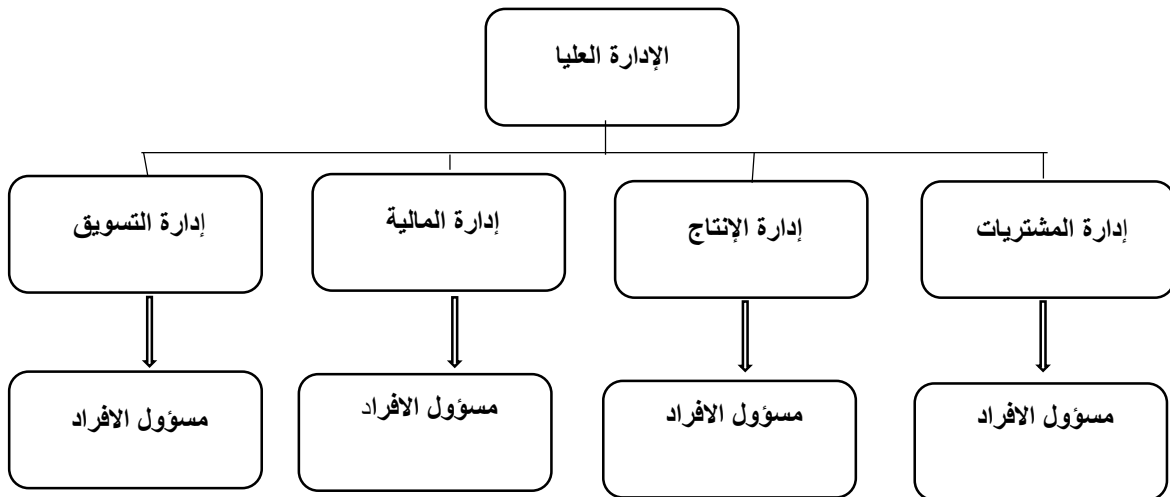 الإدارة العليا
إدارة المشتريات
إدارة الإنتاج
إدارة المالية
إدارة التسويق
مسؤول الافراد
مسؤول الافراد
مسؤول الافراد
مسؤول الافراد